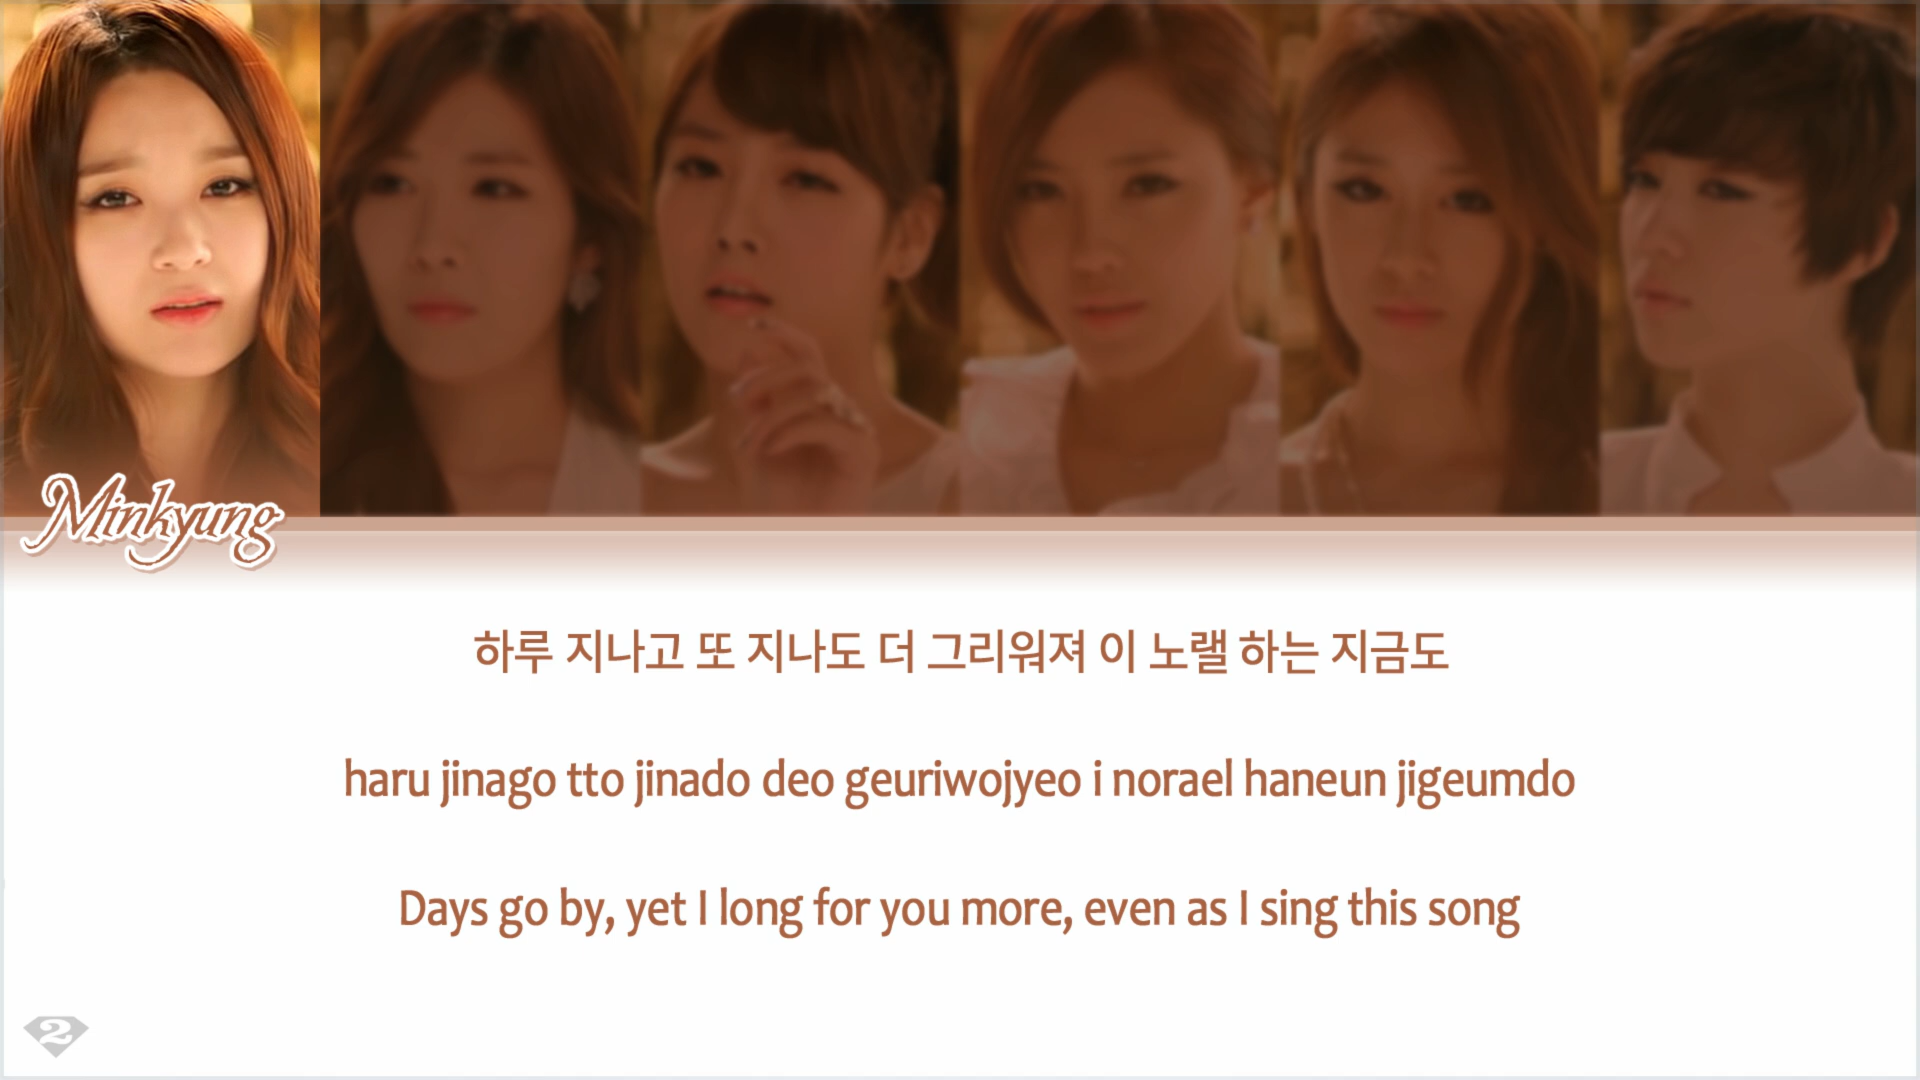 Minkyung
하루 지나고 또 지나도 더 그리워져 이 노랠 하는 지금도
haru jinago tto jinado deo geuriwojyeo i norael haneun jigeumdo
Days go by, yet I long for you more, even as I sing this song
2